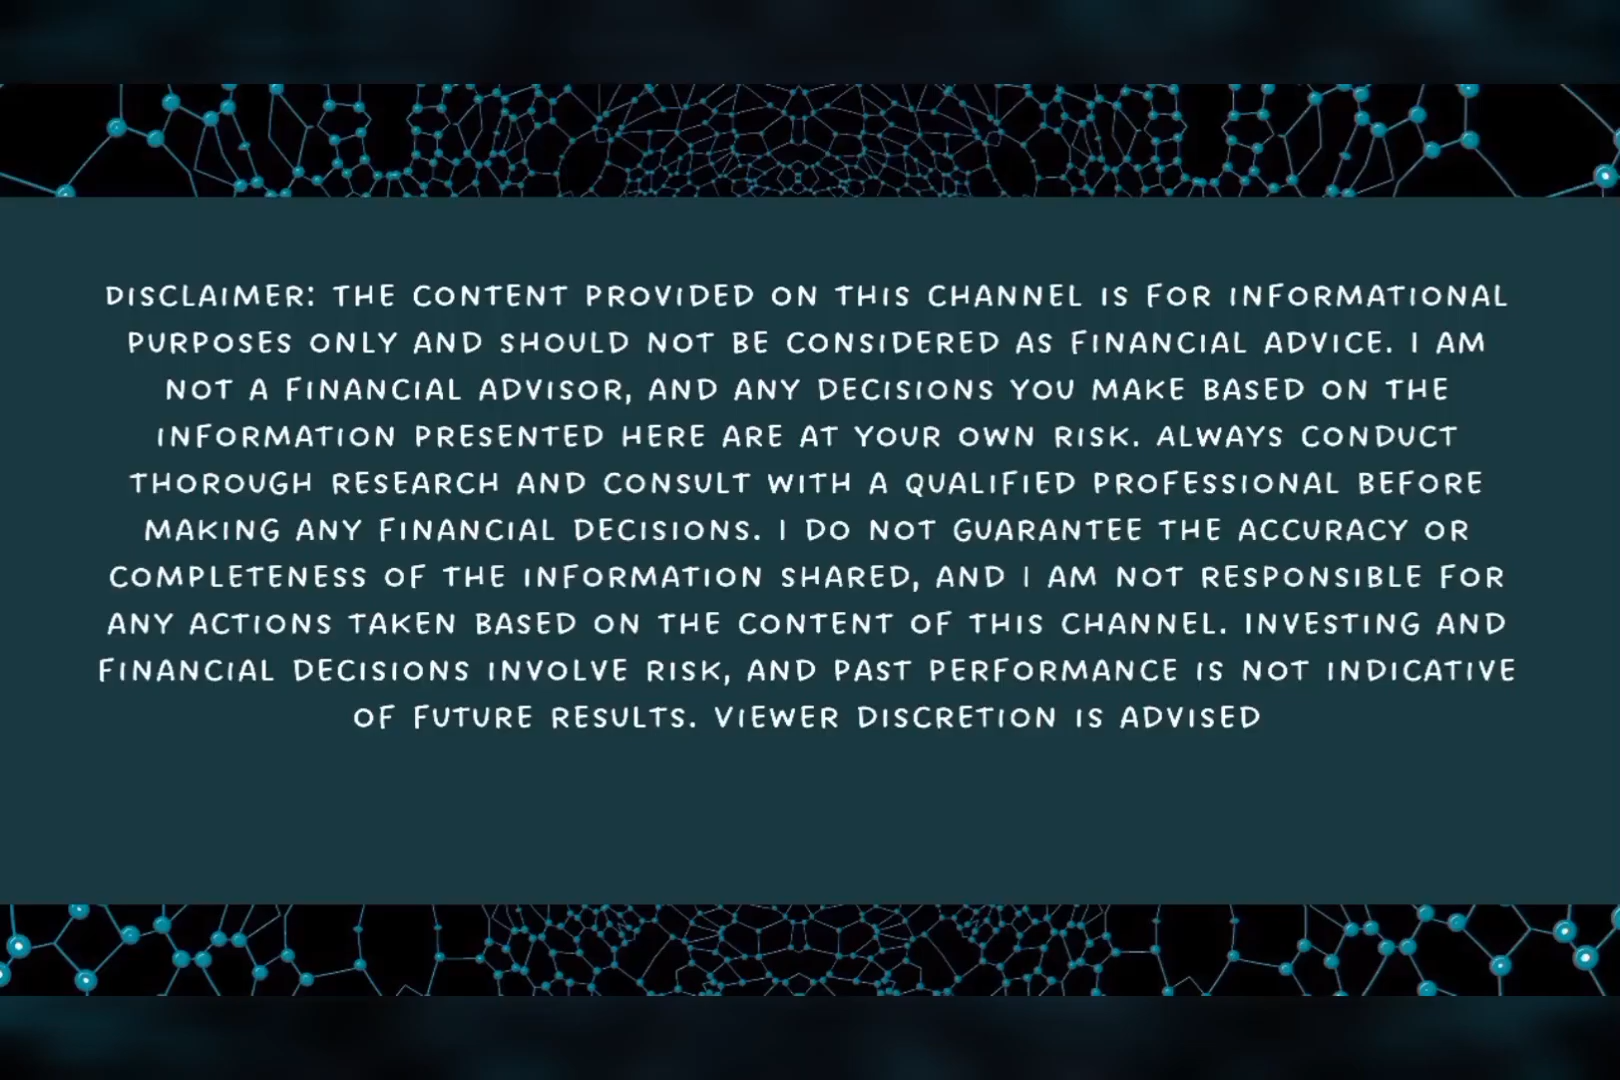 DISCLAIMER: THE CONTENT PROVIDED ON THIS CHANNEL IS FOR INFORMATIONAL
PURPOSES ONLY AND SHOULD NOT BE CONSIDERED AS FINANCIAL ADVICE. I AM
NOT A FINANCIAL ADVISOR, AND ANY DECISIONS YOU MAKE BASED ON THE
INFORMATION PRESENTED HERE ARE AT YOUR OWN RISK. ALWAYS CONDUCT
THOROUGH RESEARCH AND CONSULT WITH A QUALIFIED PROFESSIONAL BEFORE
MAKING ANY FINANCIAL DECISIONS. I DO NOT GUARANTEE THE ACCURACY OR
COMPLETENESS OF THE INFORMATION SHARED, AND I AM NOT RESPONSIBLE FOR
ANY ACTIONS TAKEN BASED ON THE CONTENT OF THIS CHANNEL. INVESTING AND
FINANCIAL DECISIONS INVOLVE RISK, AND PAST PERFORMANCE IS NOT INDICATIVE
OF FUTURE RESULTS. VIEWER DISCRETION IS ADVISED